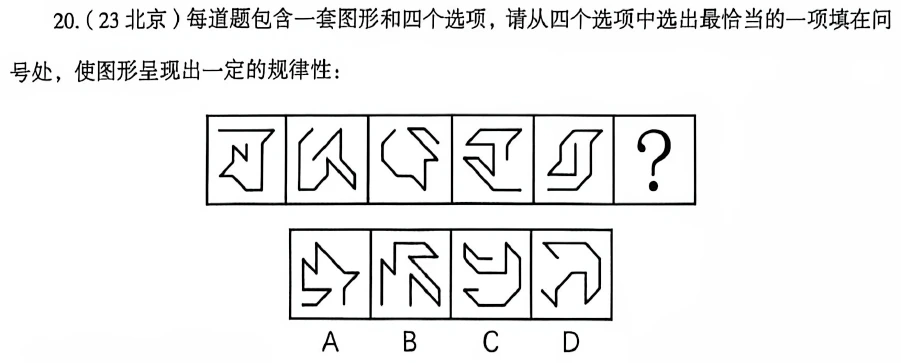 20.(23北京)每道题包含一套图形和四个选项，请从四个选项中选出最恰当的一项填在问
号处，使图形呈现出一定的规律性：
?
A B C D